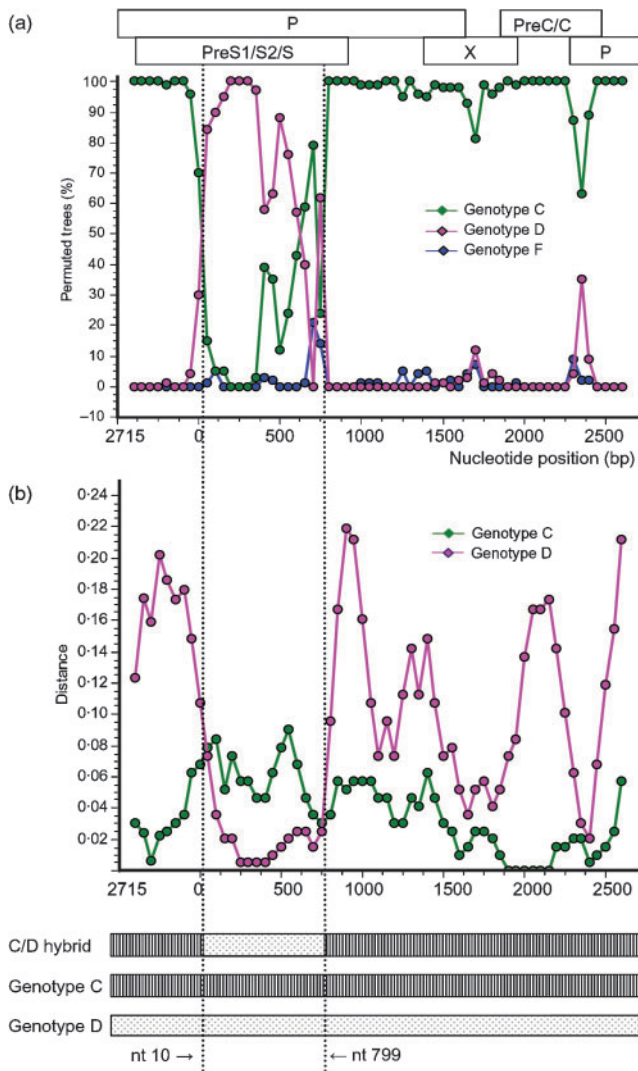 (a)
P
PreC/C
PreS1/S2/S
X
P
100
90
80
70
60
50
40
30
20
10
0
−10
Permuted trees (%)
Genotype C
Genotype D
Genotype F
2715 0 500 1000 1500 2000 2500
Nucleotide position (bp)
(b)
0·24
0·22
0·18
0·16
0·14
0·12
0·10
0·08
0·06
0·04
0·02
Distance
Genotype C
Genotype D
2715 0 500 1000 1500 2000 2500
C/D hybrid
Genotype C
Genotype D
nt 10 → ← nt 799